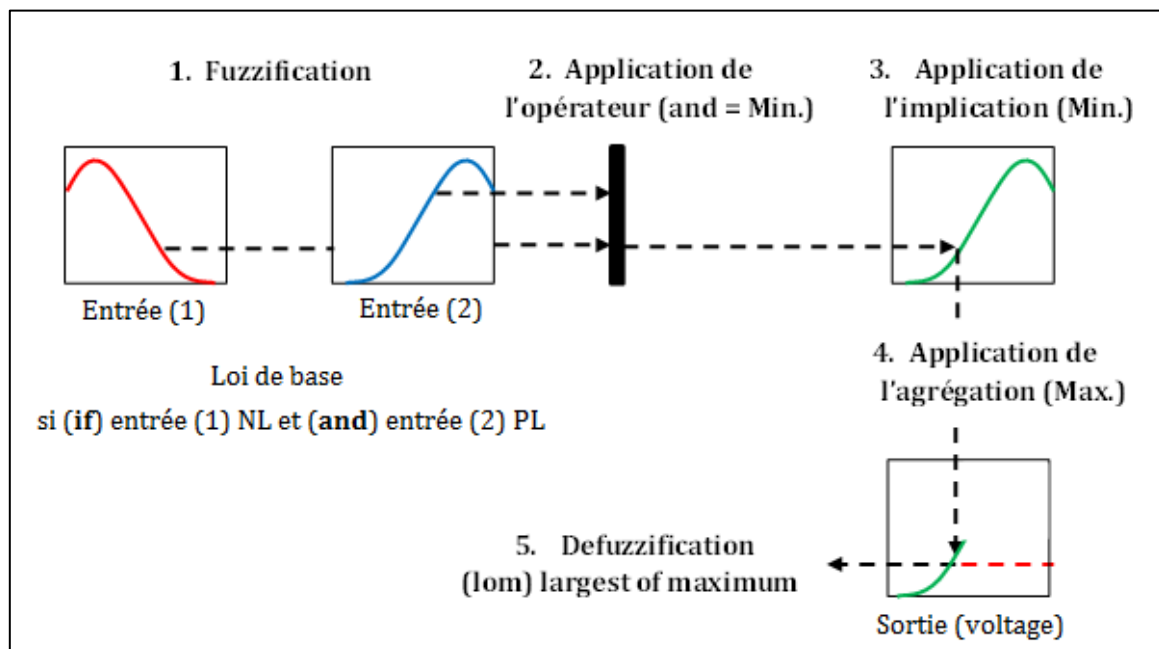 1. Fuzzification
2. Application de
l'opérateur (and = Min.)
3. Application de
l'implication (Min.)
Entrée (1)
Entrée (2)
Loi de base
si (if) entrée (1) NL et (and) entrée (2) PL
4. Application de
l'agrégation (Max.)
5. Defuzzification
(lom) largest of maximum
Sortie (voltage)